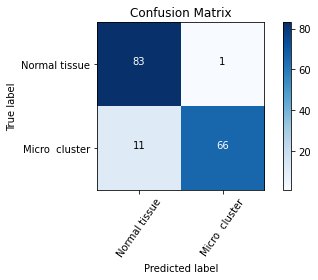 Confusion Matrix
True label
Normal tissue
83
1
Micro  cluster
11
66
Normal tissue
Micro  cluster
Predicted label
80
60
40
20